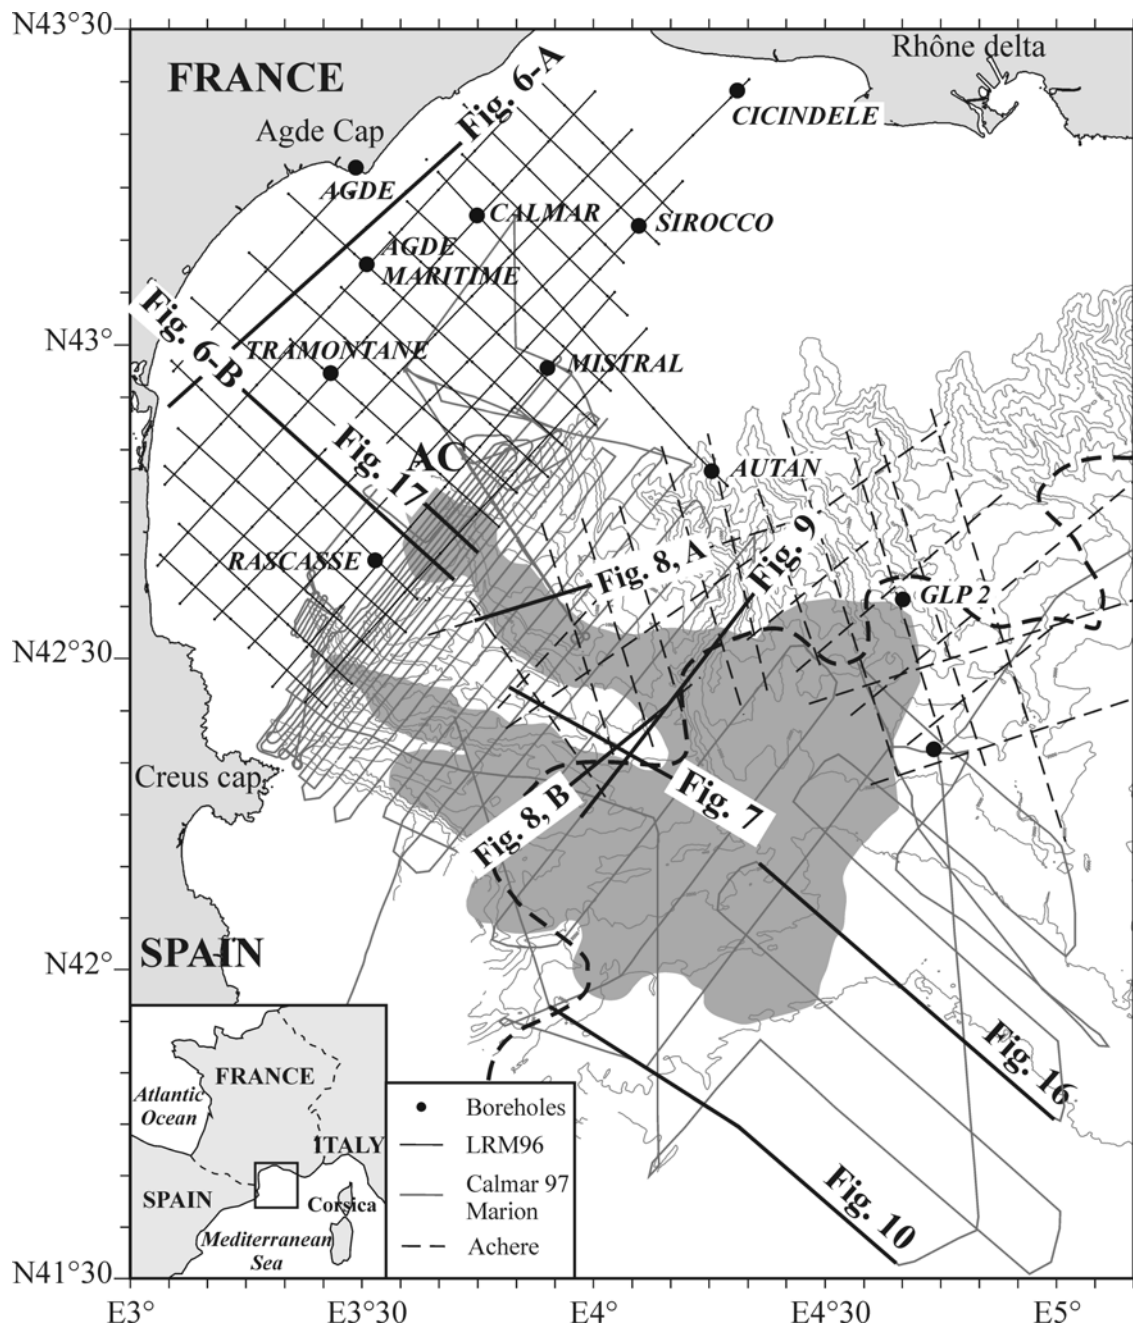 N43°30
Rhône delta
FRANCE
Fig. 6-A
CICINDELE
Agde Cap
AGDE
CALMAR
SIROCCO
AGDE
MARITIME
Fig. 6-B
N43°
TRAMONTANE
MISTRAL
Fig. 17
AC
AUTAN
Fig. 9
RASCASSE
Fig. 8, A
GLP 2
N42°30
Creus cap
Fig. 7
Fig. 8, B
SPAIN
N42°
Fig. 16
FRANCE
Atlantic
Ocean
ITALY
SPAIN
Corsica
Mediterranean
Sea
Boreholes
LRM96
Calmar 97
Marion
Achere
Fig. 10
N41°30
E3°
E3°30
E4°
E4°30
E5°